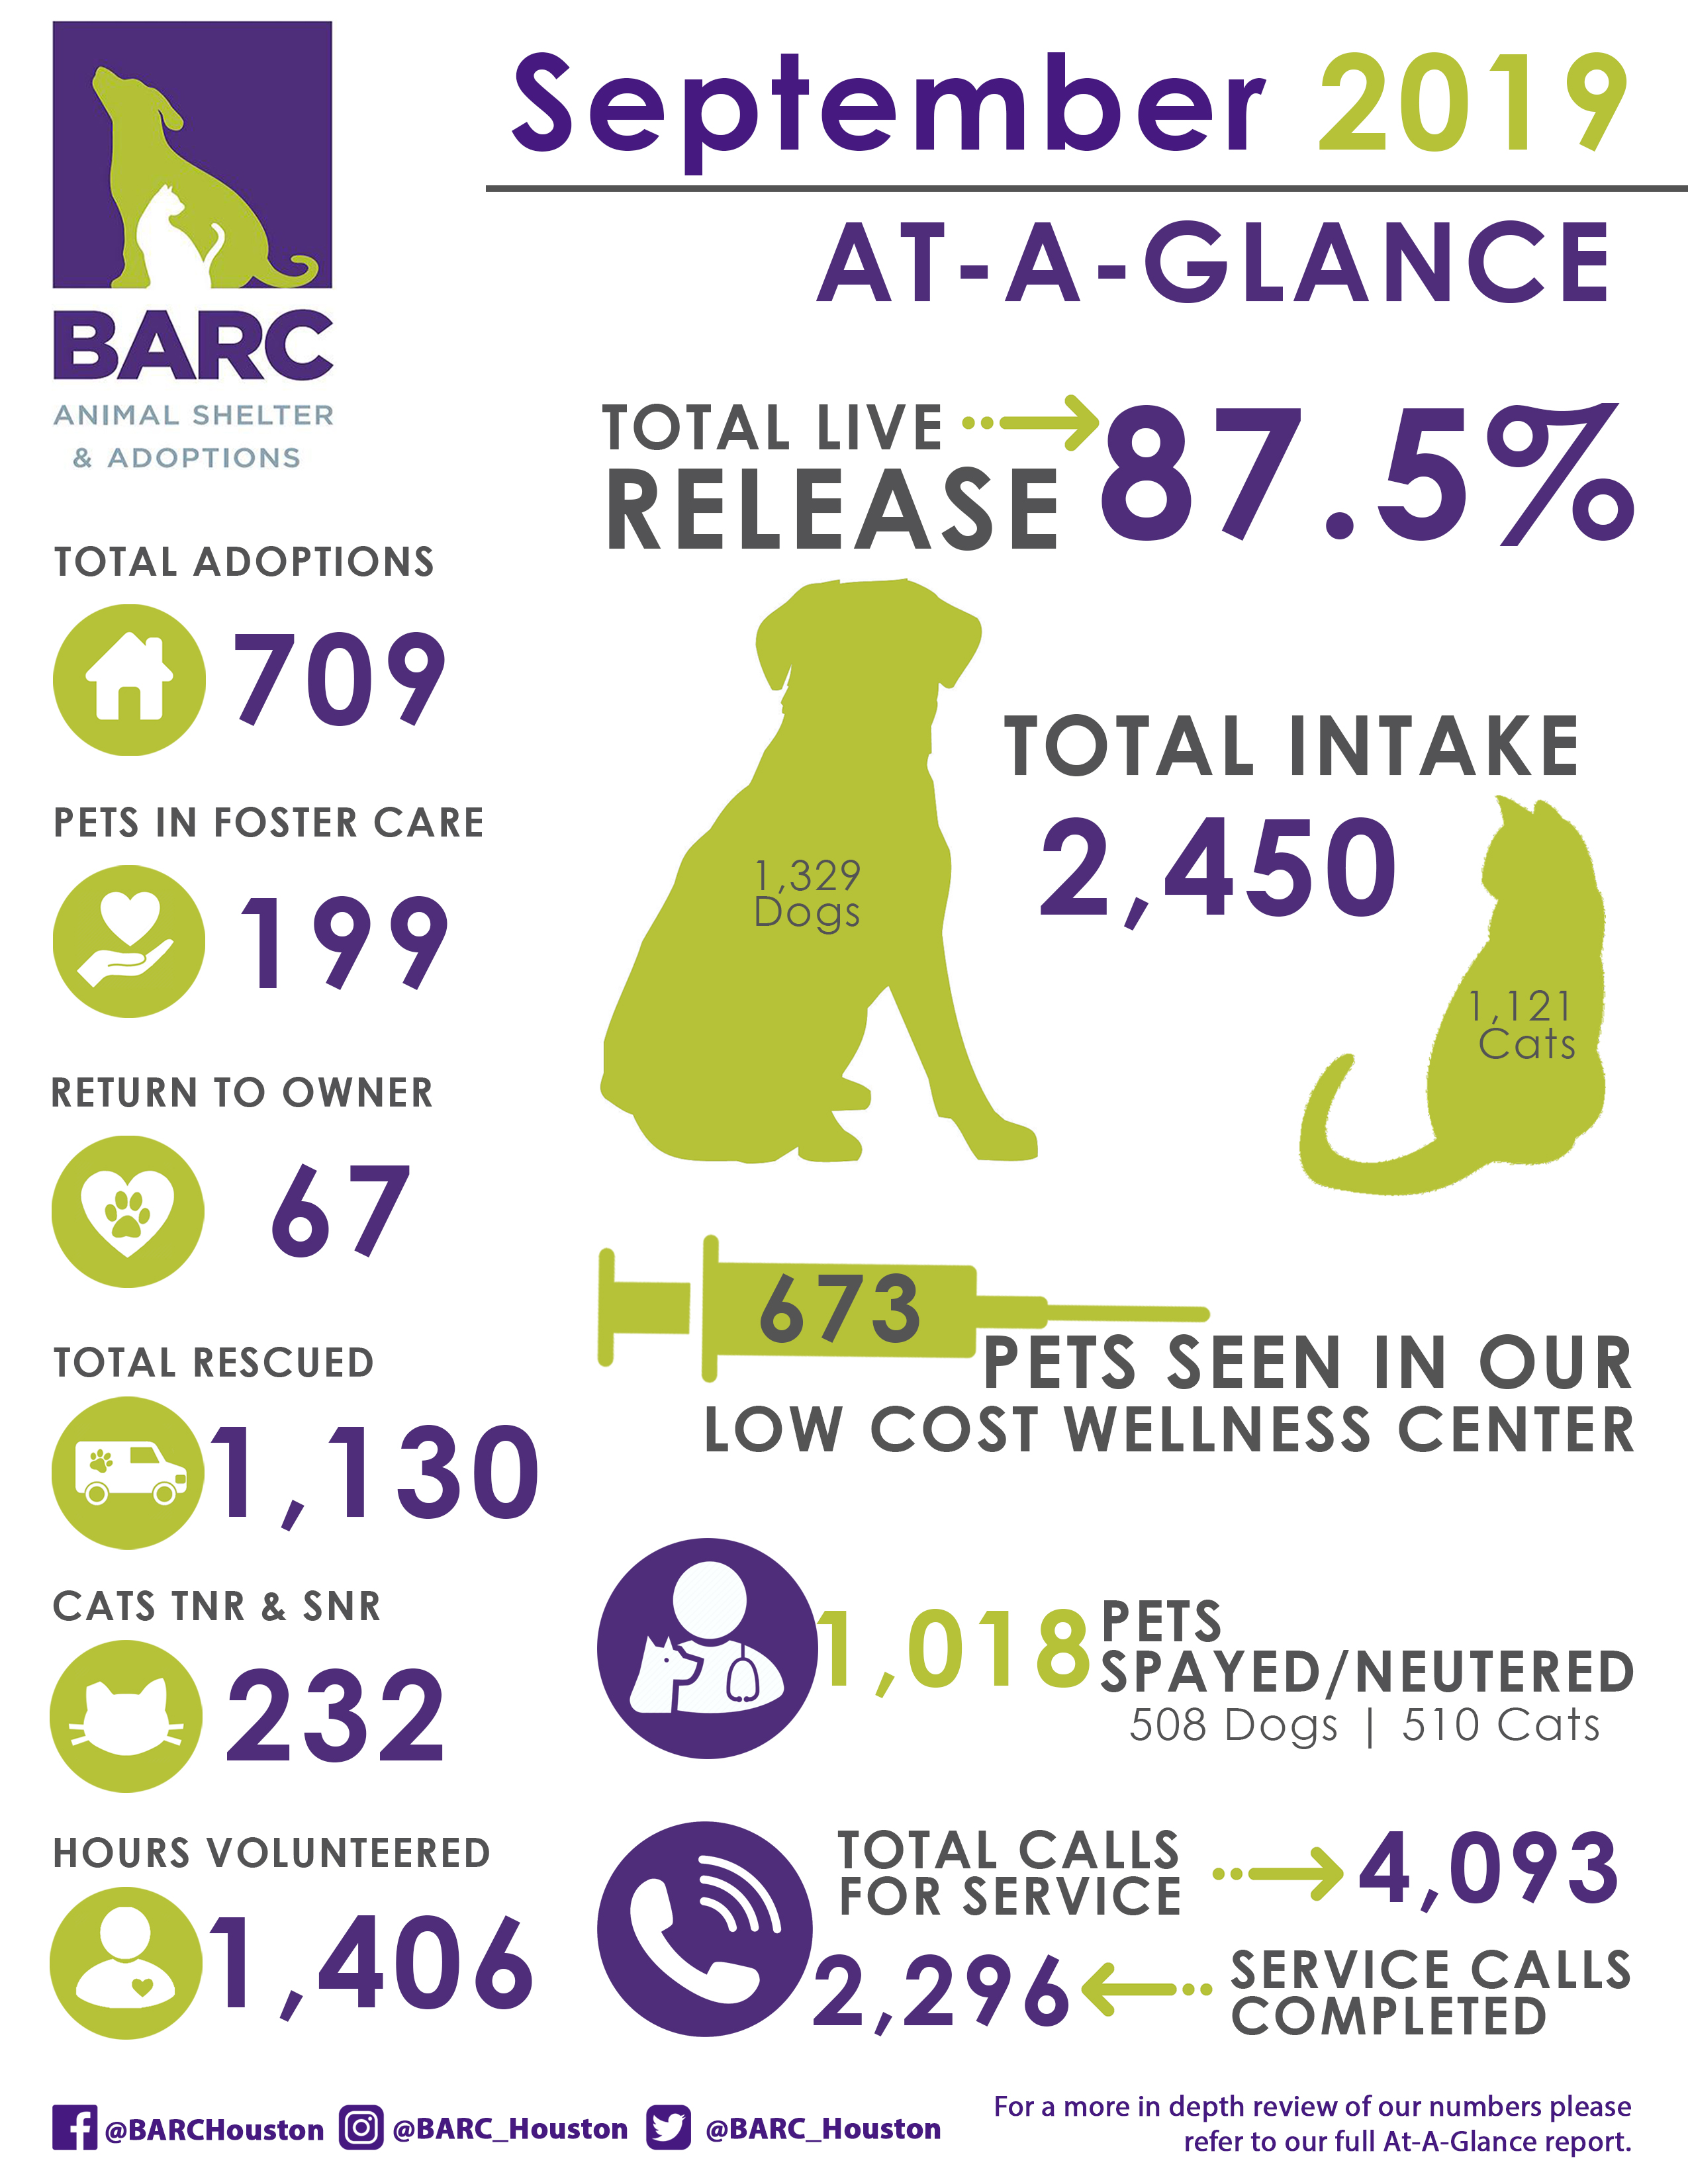 BARC
ANIMAL SHELTER
& ADOPTIONS
September 2019
AT-A-GLANCE
TOTAL LIVE
RELEASE
87.5%
TOTAL ADOPTIONS
709
PETS IN FOSTER CARE
199
RETURN TO OWNER
67
TOTAL RESCUED
1,130
CATS TNR & SNR
232
HOURS VOLUNTEERED
1,406
TOTAL INTAKE
2,450
1,329
Dogs
1,121
Cats
673
PETS SEEN IN OUR
LOW COST WELLNESS CENTER
1,018
PETS
SPAYED/NEUTERED
508 Dogs | 510 Cats
TOTAL CALLS
FOR SERVICE
4,093
2,296
SERVICE CALLS
COMPLETED
@BARCHouston
@BARC_Houston
@BARC_Houston
For a more in depth review of our numbers please
refer to our full At-A-Glance report.